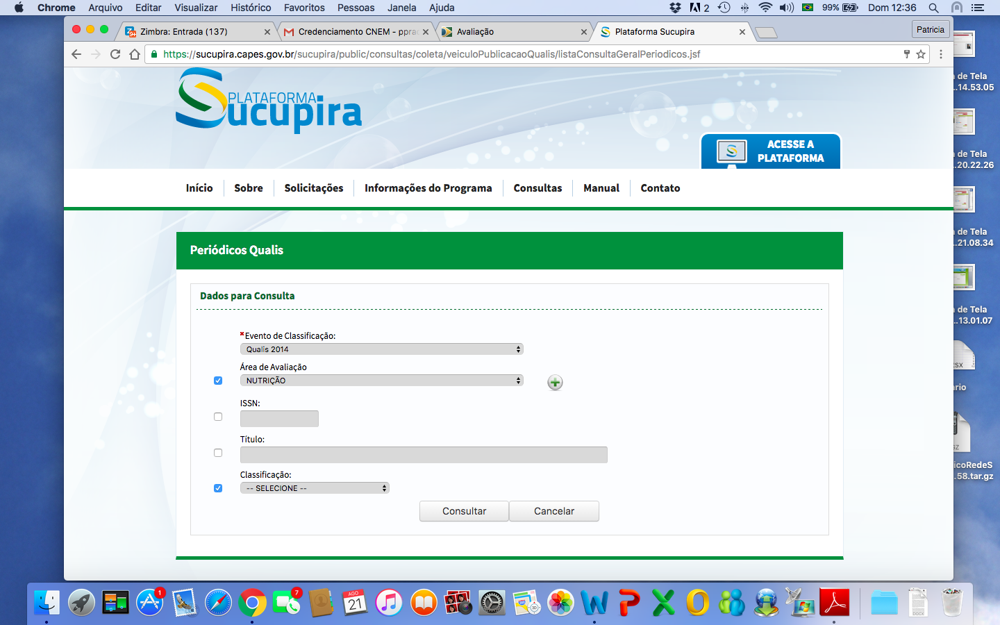 Chrome Arquivo Editar Visualizar Histórico Favoritos Pessoas Janela Ajuda 2 99% Dom 12:36
Zimbra: Entrada (137) Credenciamento CNEM - ppra Avaliação Plataforma Sucupira Patricia
https://sucupira.capes.gov.br/sucupira/public/consultas/coleta/veiculoPublicacaoQualis/listaConsultaGeralPeriodicos.jsf
PLATAFORMA
Sucupira
ACESSE A
PLATAFORMA
Início Sobre Solicitações Informações do Programa Consultas Manual Contato
Periódicos Qualis
Dados para Consulta
Evento de Classificação:
Qualis 2014
Área de Avaliação
NUTRIÇÃO
ISSN:
Título:
Classificação:
-- SELECIONE --
Consultar Cancelar
de Tela
..14.53.05
de Tela
.20.22.26
de Tela
..21.08.34
de Tela
..13.01.07
SX
ário
GZ
icoRedeS
.58.tar.gz
1
7
AGO
21
3D
DOCX